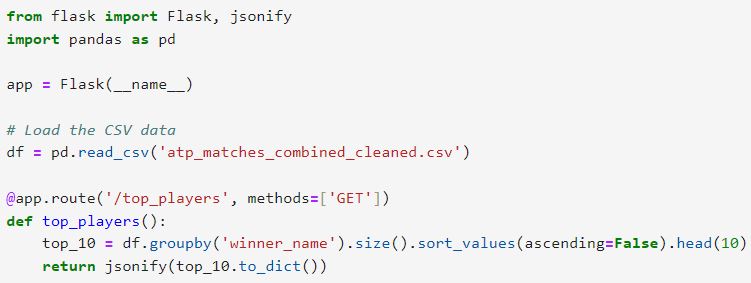 from flask import Flask, jsonify
import pandas as pd
app = Flask(__name__)
# Load the CSV data
df = pd.read_csv('atp_matches_combined_cleaned.csv')
@app.route('/top_players', methods=['GET'])
def top_players():
    top_10 = df.groupby('winner_name').size().sort_values(ascending=False).head(10)
    return jsonify(top_10.to_dict())